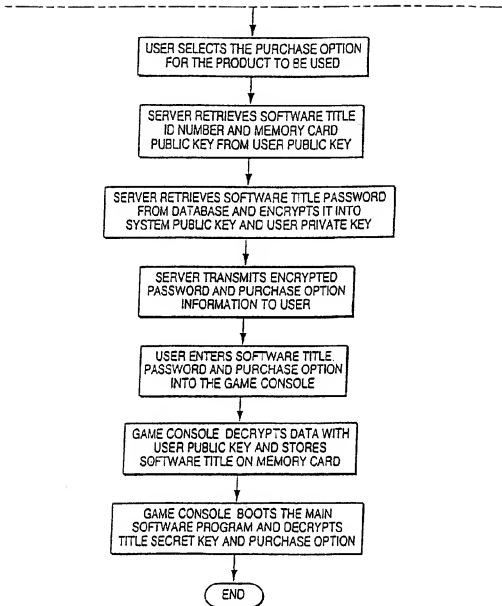 USER SELECTS THE PURCHASE OPTION
FOR THE PRODUCT TO BE USED
SERVER RETRIEVES SOFTWARE TITLE
ID NUMBER AND MEMORY CARD
PUBLIC KEY FROM USER PUBLIC KEY
SERVER RETRIEVES SOFTWARE TITLE PASSWORD
FROM DATABASE AND ENCRYPTS IT INTO
SYSTEM PUBLIC KEY AND USER PRIVATE KEY
SERVER TRANSMITS ENCRYPTED
PASSWORD AND PURCHASE OPTION
INFORMATION TO USER
USER ENTERS SOFTWARE TITLE,
PASSWORD AND PURCHASE OPTION
INTO THE GAME CONSOLE
GAME CONSOLE DECRYPTS DATA WITH
USER PUBLIC KEY AND STORES
SOFTWARE TITLE ON MEMORY CARD
GAME CONSOLE BOOTS THE MAIN
SOFTWARE PROGRAM AND DECRYPTS
TITLE SECRET KEY AND PURCHASE OPTION
END